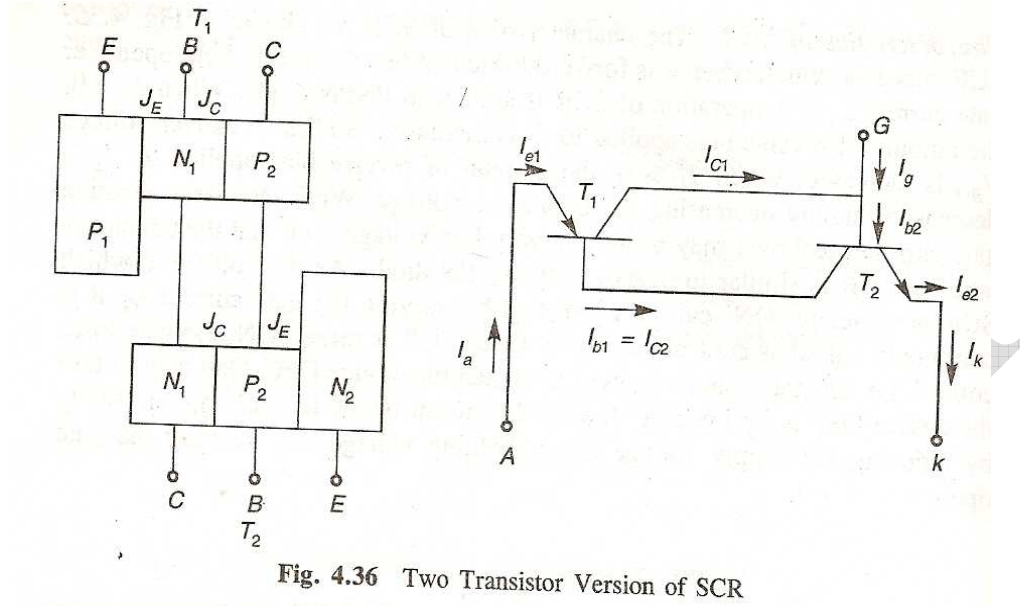 T1
E B C
JE JC
N1 P2
P1
JC JE
N1 P2 N2
C B E
T2
G
Ie1 IC1 Ig
T1 Ib2
T2 Ie2
Ib1 = IC2
Ia Ik
A k
Fig. 4.36 Two Transistor Version of SCR